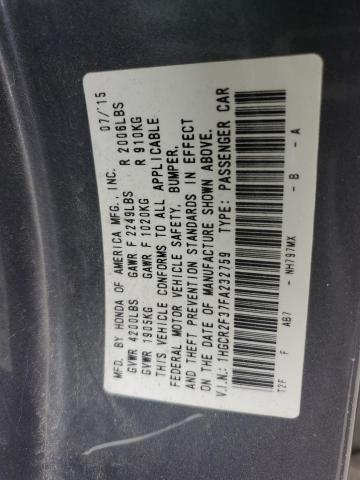 MFD. BY HONDA OF AMERICA MFG., INC. 07/15
GVWR 4200LBS GAWR F 2249LBS R 2006LBS
GVWR 1905KG GAWR F 1020KG R 910KG
THIS VEHICLE CONFORMS TO ALL APPLICABLE
FEDERAL MOTOR VEHICLE SAFETY, BUMPER,
AND THEFT PREVENTION STANDARDS IN EFFECT
ON THE DATE OF MANUFACTURE SHOWN ABOVE.
V.I.N.: 1HGCR2F37FA232759 TYPE: PASSENGER CAR
F AB7 - NH797MX - B - A
T2F